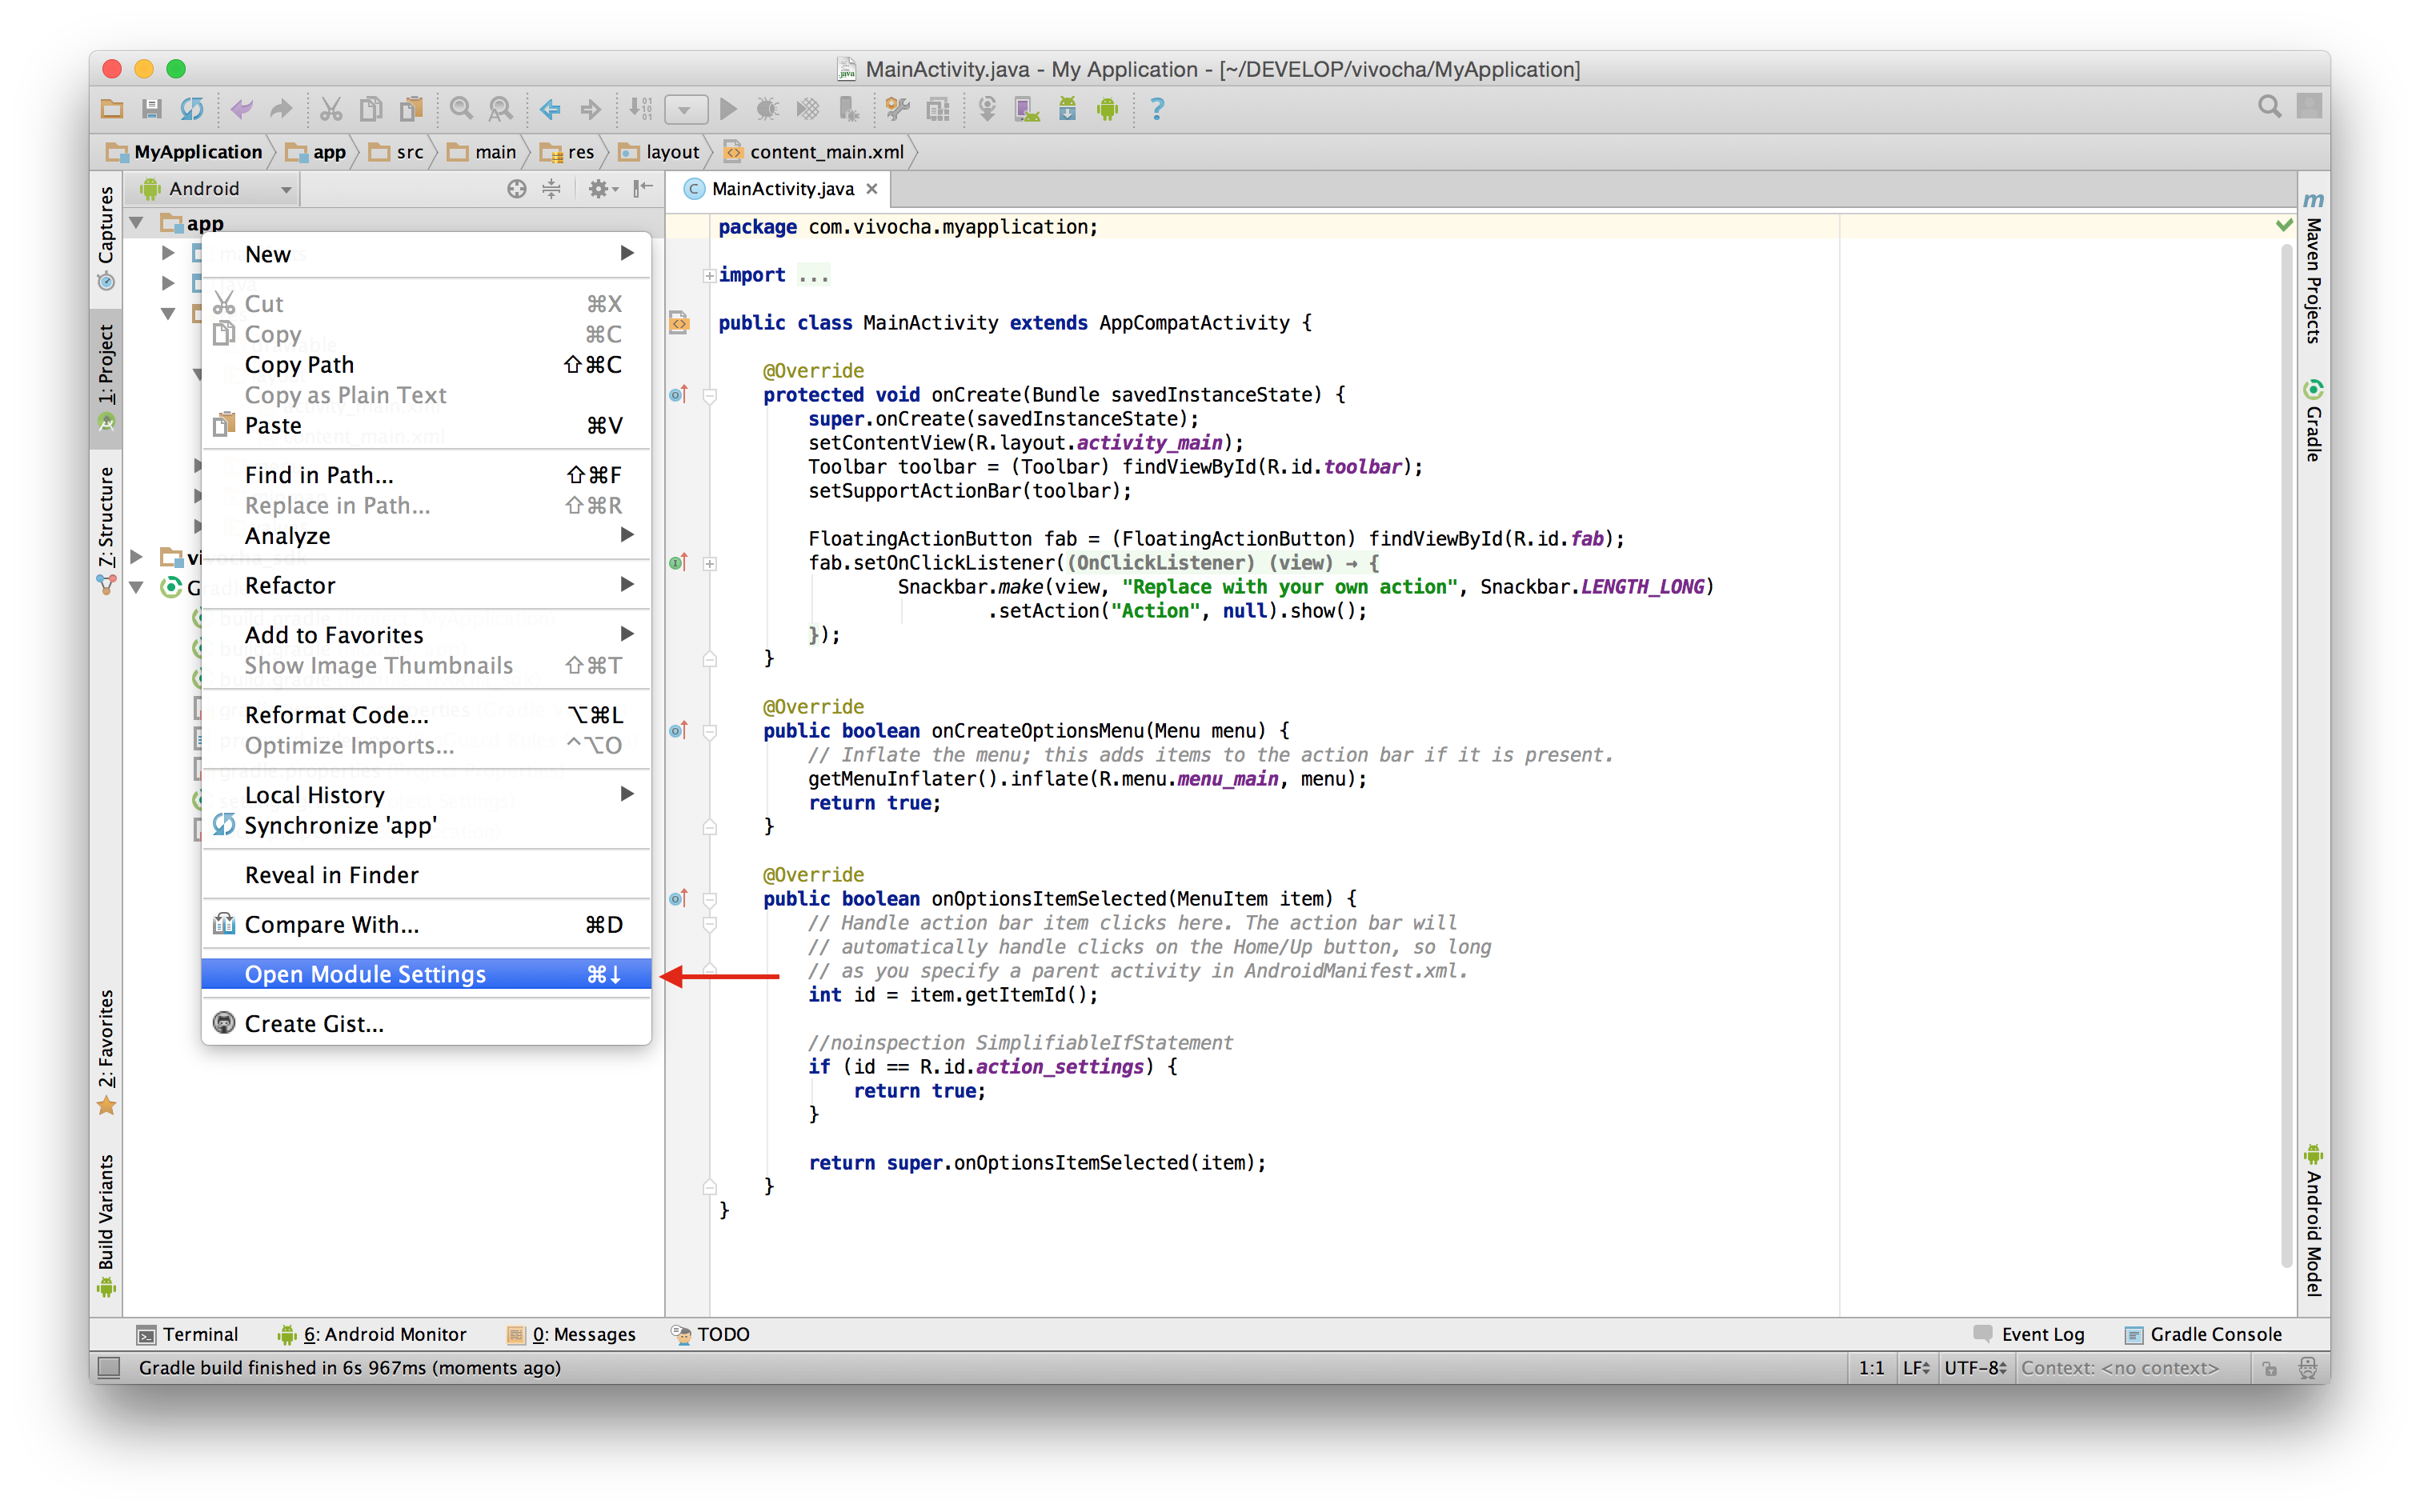 MainActivity.java - My Application - [~/DEVELOP/vivocha/MyApplication]
MyApplication app src main res layout content_main.xml
Captures
1: Project
7: Structure
2: Favorites
Build Variants
Android
app
New
Cut ⌘X
Copy ⌘C
Copy Path ⇧⌘C
Copy as Plain Text
Paste ⌘V
Find in Path... ⇧⌘F
Replace in Path... ⇧⌘R
Analyze
Refactor
Add to Favorites
Show Image Thumbnails ⇧⌘T
Reformat Code... ⌥⌘L
Optimize Imports... ^⌥O
Local History
Synchronize 'app'
Reveal in Finder
Compare With... ⌘D
Open Module Settings ⌘↓
Create Gist...
MainActivity.java
package com.vivocha.myapplication;
import ...
public class MainActivity extends AppCompatActivity {
@Override
protected void onCreate(Bundle savedInstanceState) {
super.onCreate(savedInstanceState);
setContentView(R.layout.activity_main);
Toolbar toolbar = (Toolbar) findViewById(R.id.toolbar);
setSupportActionBar(toolbar);
FloatingActionButton fab = (FloatingActionButton) findViewById(R.id.fab);
fab.setOnClickListener((OnClickListener) (view) → {
Snackbar.make(view, "Replace with your own action", Snackbar.LENGTH_LONG)
.setAction("Action", null).show();
});
}
@Override
public boolean onCreateOptionsMenu(Menu menu) {
// Inflate the menu; this adds items to the action bar if it is present.
getMenuInflater().inflate(R.menu.menu_main, menu);
return true;
}
@Override
public boolean onOptionsItemSelected(MenuItem item) {
// Handle action bar item clicks here. The action bar will
// automatically handle clicks on the Home/Up button, so long
// as you specify a parent activity in AndroidManifest.xml.
int id = item.getItemId();
//noinspection SimplifiableIfStatement
if (id == R.id.action_settings) {
return true;
}
return super.onOptionsItemSelected(item);
}
}
Maven Projects
Gradle
Android Model
Terminal 6: Android Monitor 0: Messages TODO Event Log Gradle Console
Gradle build finished in 6s 967ms (moments ago) 1:1 LF UTF-8 Context: <no context>